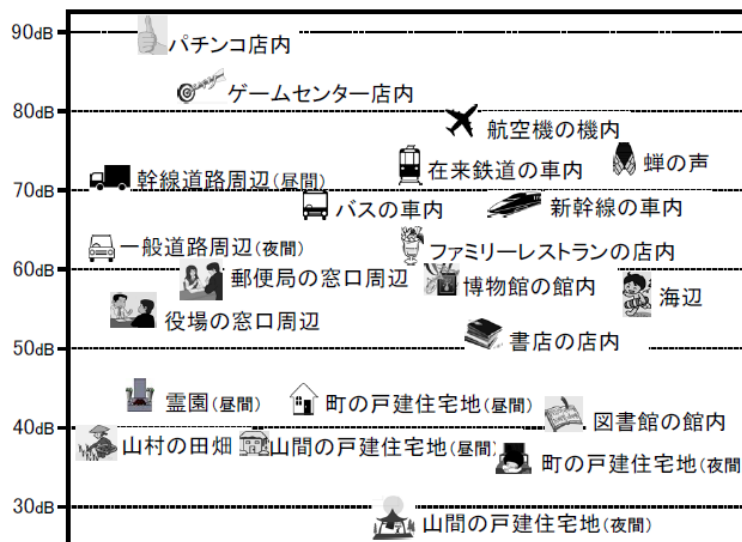 90dB
パチンコ店内
ゲームセンター店内
80dB
航空機の機内
在来鉄道の車内
蝉の声
幹線道路周辺(昼間)
70dB
バスの車内
新幹線の車内
一般道路周辺(夜間)
ファミリーレストランの店内
60dB
郵便局の窓口周辺
博物館の館内
海辺
役場の窓口周辺
書店の店内
50dB
霊園(昼間)
町の戸建住宅地(昼間)
図書館の館内
40dB
山村の田畑
山間の戸建住宅地(昼間)
町の戸建住宅地(夜間
30dB
山間の戸建住宅地(夜間)